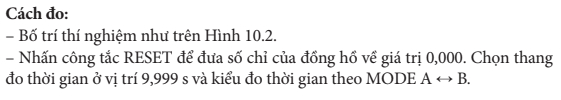 Cách đo:
– Bố trí thí nghiệm như trên Hình 10.2.
– Nhấn công tắc RESET để đưa số chỉ của đồng hồ về giá trị 0,000. Chọn thang
đo thời gian ở vị trí 9,999 s và kiểu đo thời gian theo MODE A ↔ B.